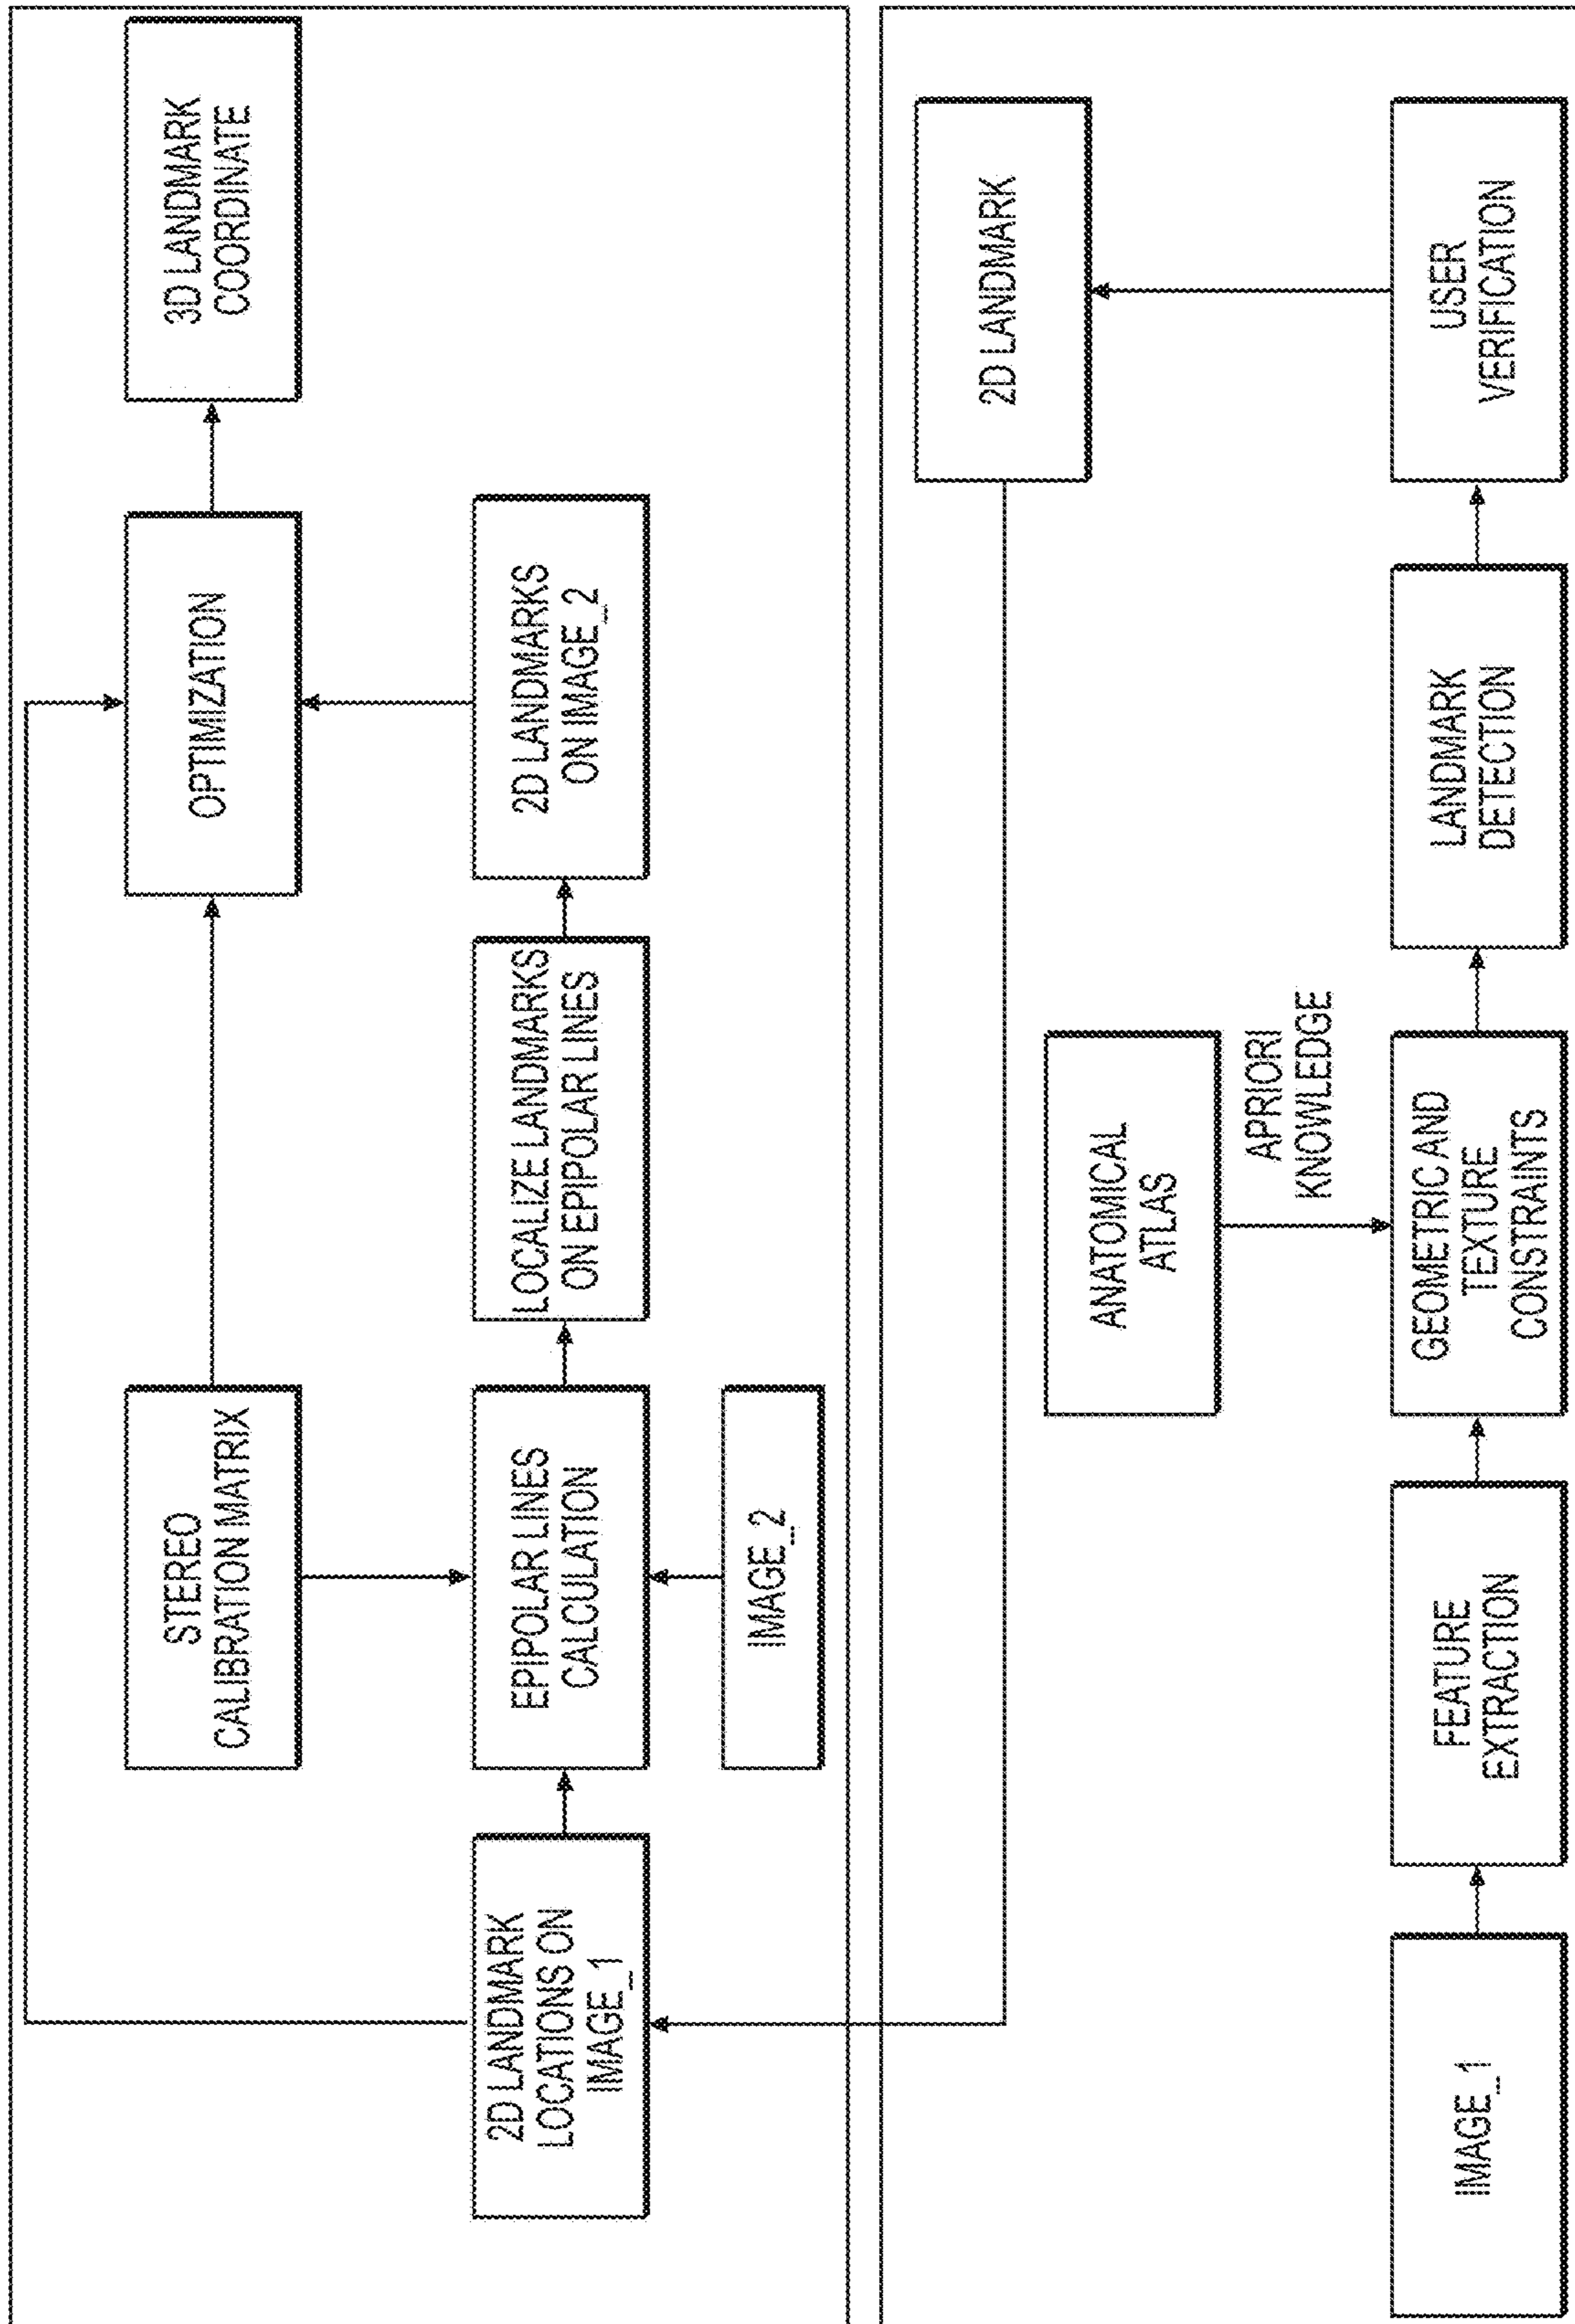 3D LANDMARK
COORDINATE
OPTIMIZATION
STEREO
CALIBRATION MATRIX
2D LANDMARK
LOCATIONS ON
IMAGE_1
EPIPOLAR LINES
CALCULATION
LOCALIZE LANDMARKS
ON EPIPOLAR LINES
2D LANDMARKS
ON IMAGE_2
IMAGE_2
2D LANDMARK
ANATOMICAL
ATLAS
APRIORI
KNOWLEDGE
IMAGE_1
FEATURE
EXTRACTION
GEOMETRIC AND
TEXTURE
CONSTRAINTS
LANDMARK
DETECTION
USER
VERIFICATION